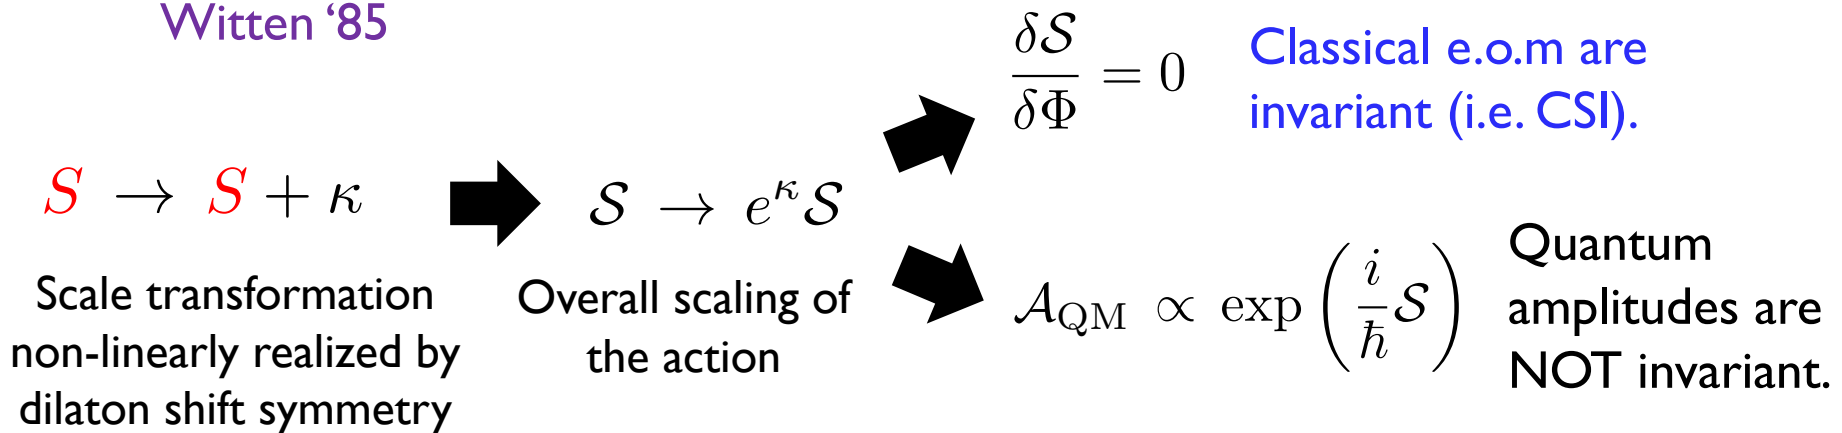 Witten ‘85
S → S + κ
Scale transformation
non-linearly realized by
dilaton shift symmetry
𝒮 → e^κ 𝒮
Overall scaling of
the action
δ𝒮/δΦ = 0
Classical e.o.m are
invariant (i.e. CSI).
𝒜_QM ∝ exp (i/ħ 𝒮)
Quantum
amplitudes are
NOT invariant.